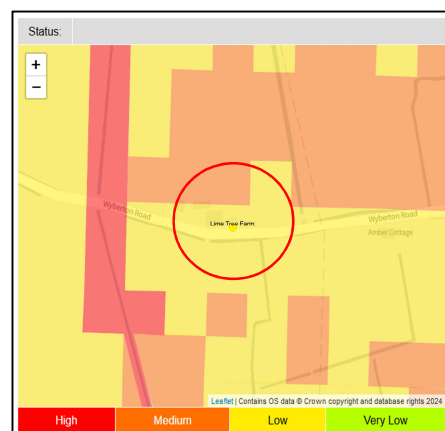 Status:
+
−
Wyberton Road
Lime Tree Farm
Wyberton Road
Amber Cottage
Leaflet | Contains OS data © Crown copyright and database rights 2024
High Medium Low Very Low